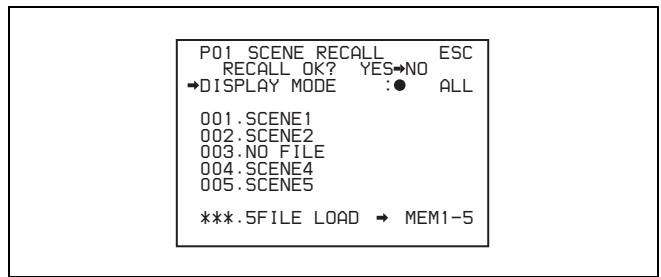 P01 SCENE RECALL ESC
RECALL OK? YES➡NO
➡DISPLAY MODE :● ALL
001.SCENE1
002.SCENE2
003.NO FILE
004.SCENE4
005.SCENE5
***.5FILE LOAD ➡ MEM1-5